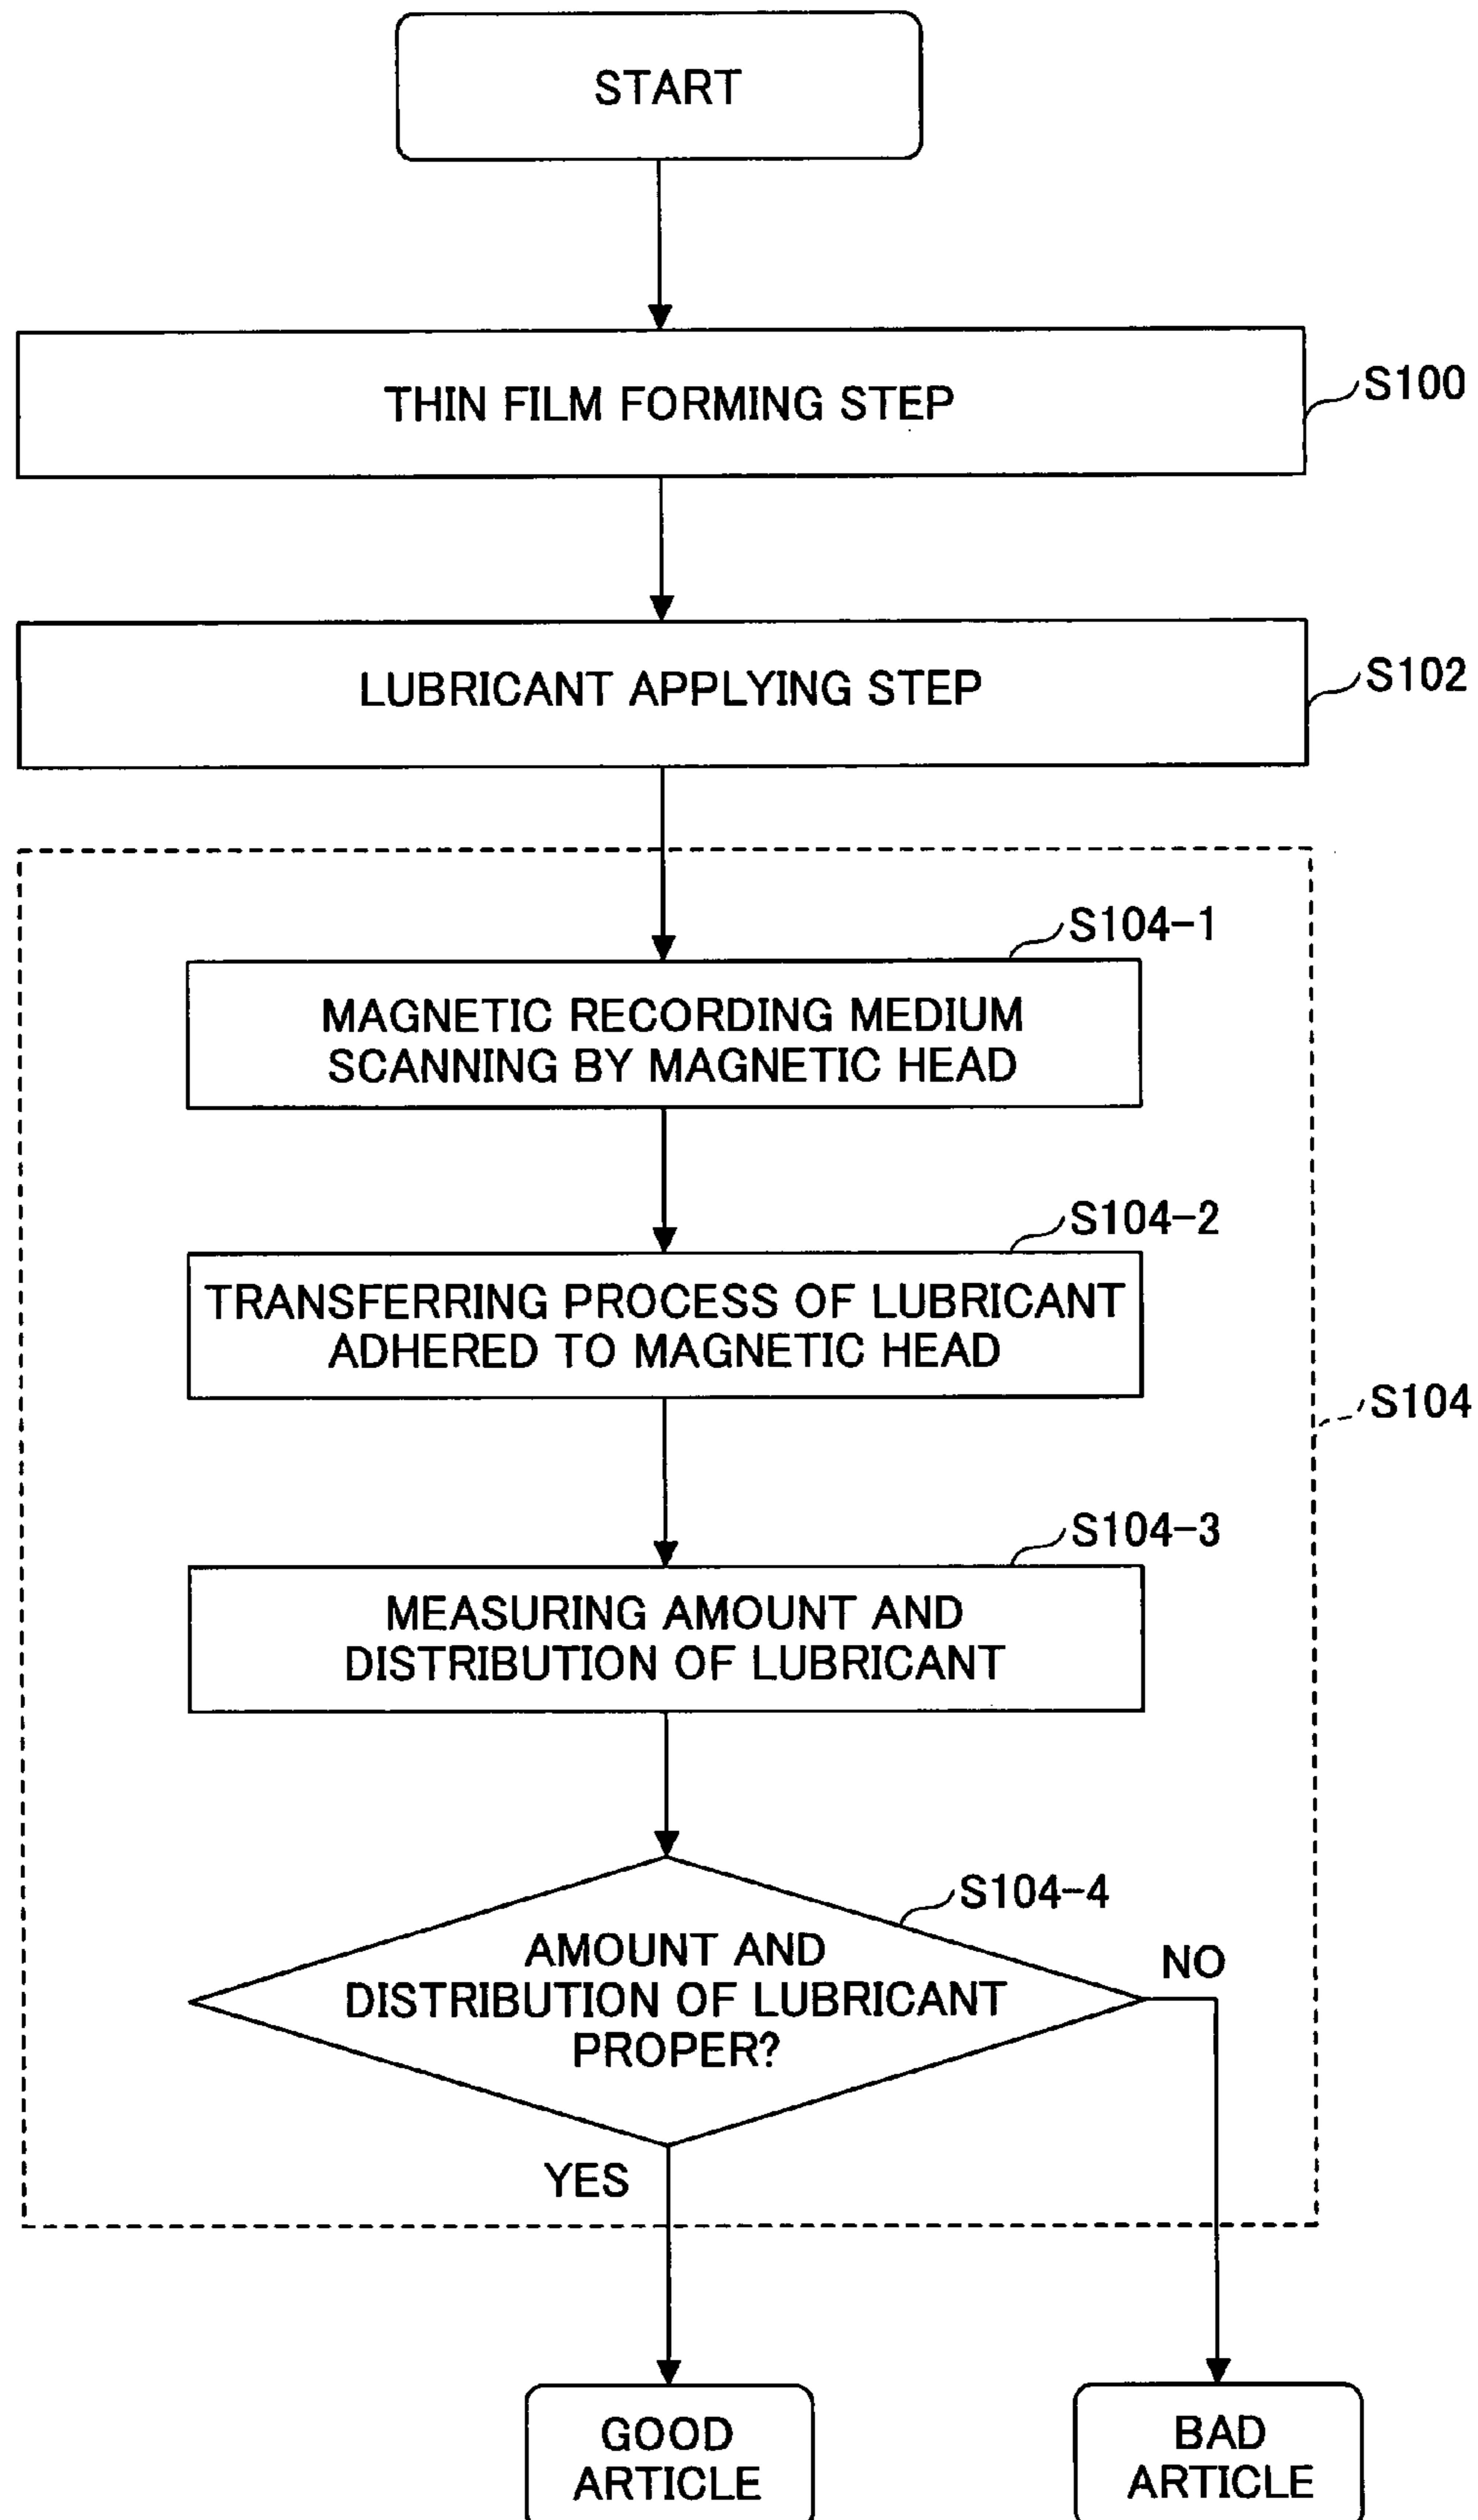 START
THIN FILM FORMING STEP
S100
LUBRICANT APPLYING STEP
S102
S104-1
MAGNETIC RECORDING MEDIUM
SCANNING BY MAGNETIC HEAD
S104-2
TRANSFERRING PROCESS OF LUBRICANT
ADHERED TO MAGNETIC HEAD
S104
S104-3
MEASURING AMOUNT AND
DISTRIBUTION OF LUBRICANT
S104-4
AMOUNT AND
DISTRIBUTION OF LUBRICANT
PROPER?
NO
YES
GOOD
ARTICLE
BAD
ARTICLE